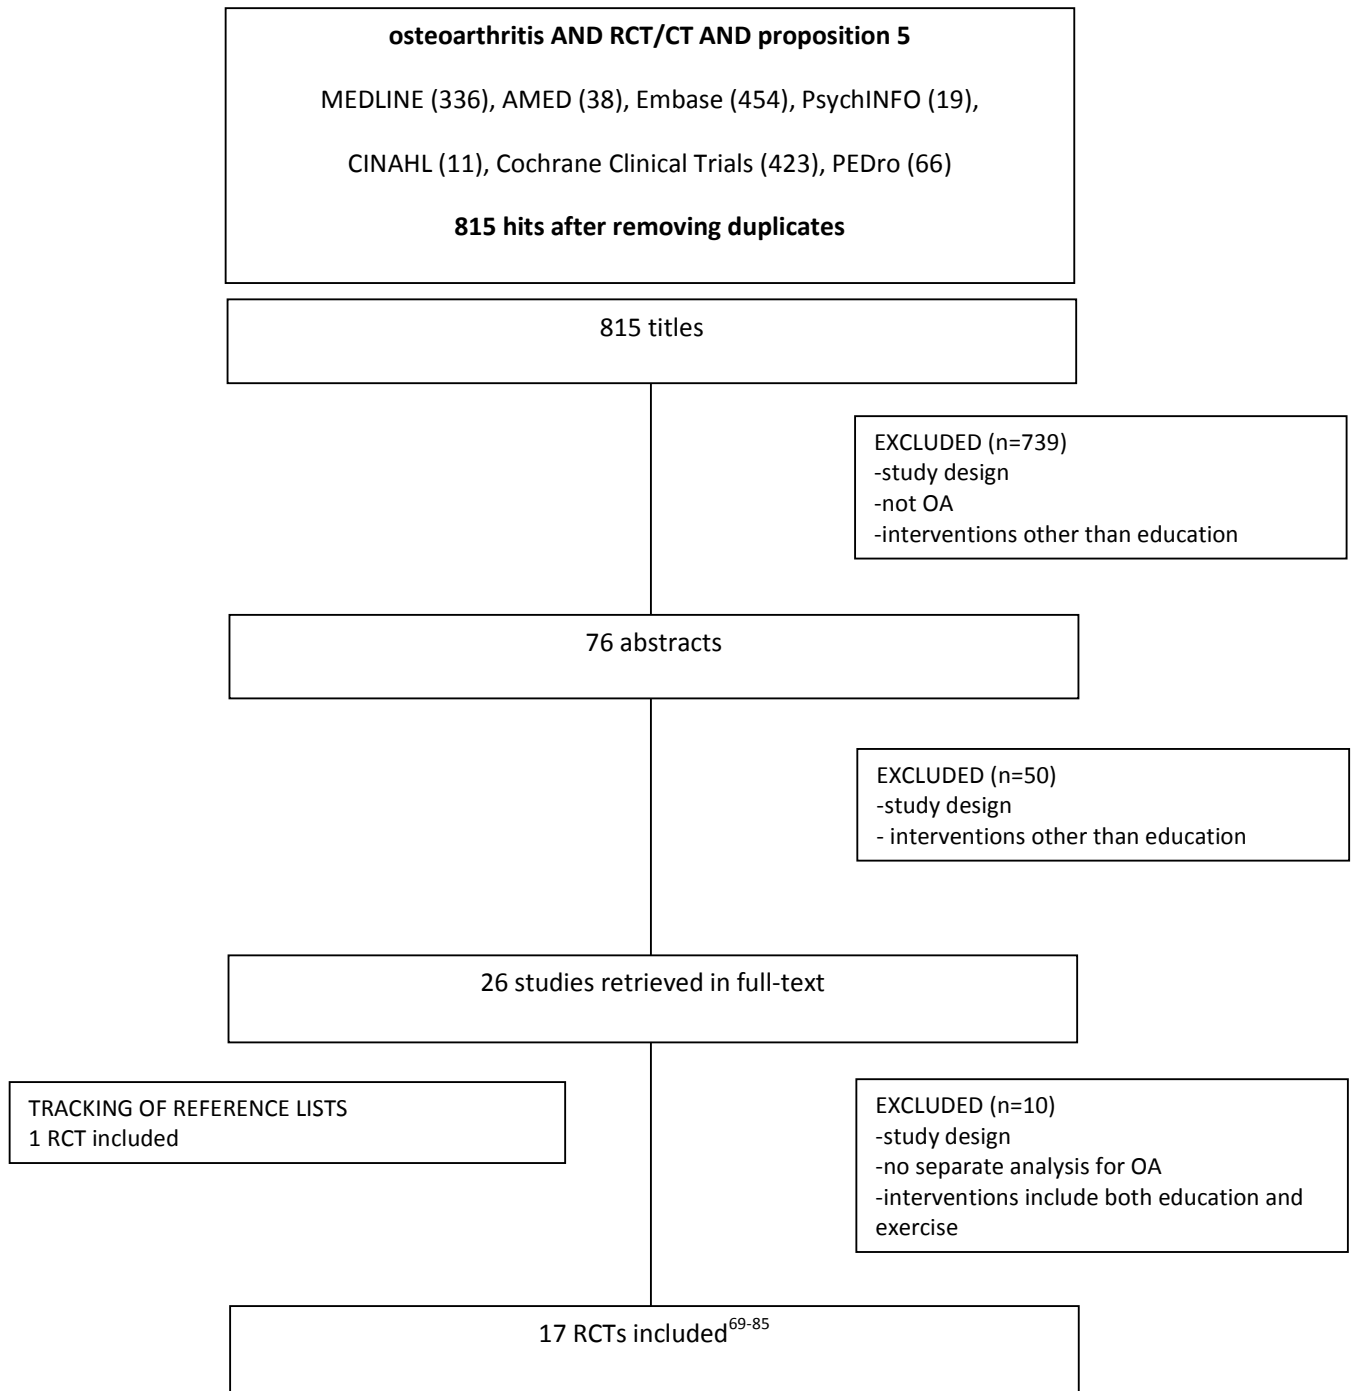 osteoarthritis AND RCT/CT AND proposition 5
MEDLINE (336), AMED (38), Embase (454), PsychINFO (19),
CINAHL (11), Cochrane Clinical Trials (423), PEDro (66)
815 hits after removing duplicates
815 titles
EXCLUDED (n=739)
-study design
-not OA
-interventions other than education
76 abstracts
EXCLUDED (n=50)
-study design
- interventions other than education
26 studies retrieved in full-text
TRACKING OF REFERENCE LISTS
1 RCT included
EXCLUDED (n=10)
-study design
-no separate analysis for OA
-interventions include both education and
exercise
17 RCTs included69-85